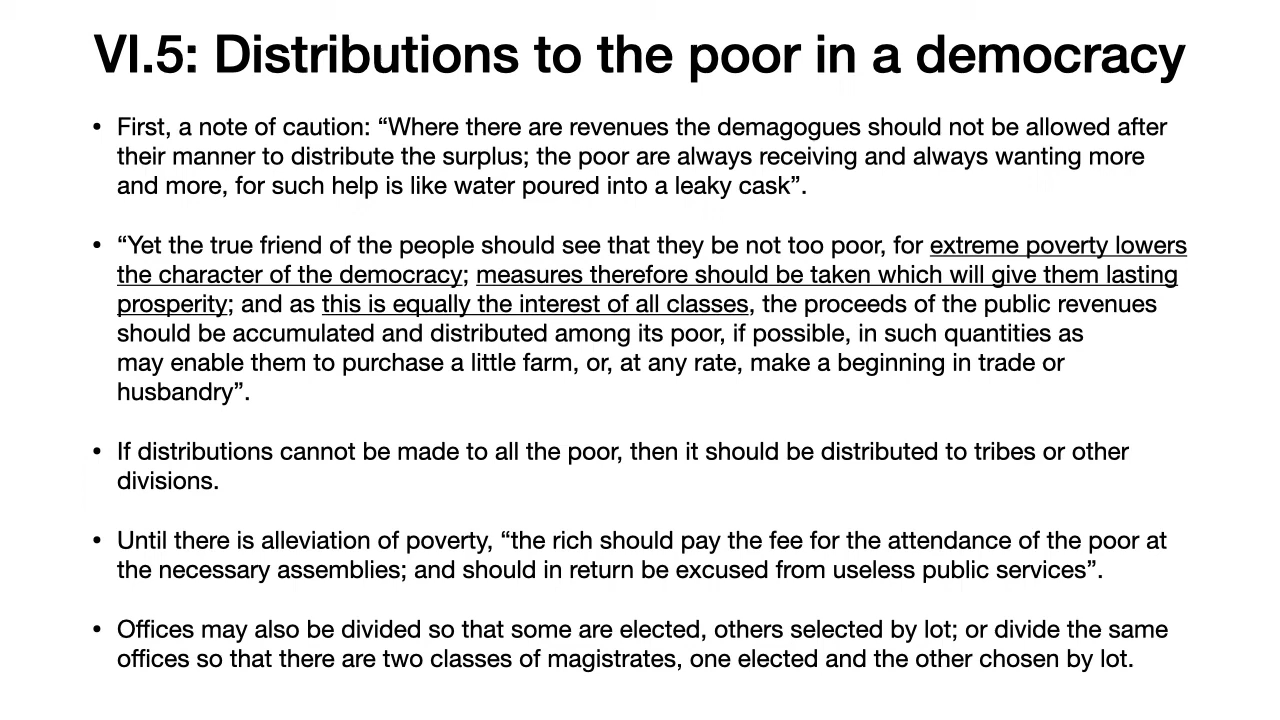 VI.5: Distributions to the poor in a democracy
• First, a note of caution: “Where there are revenues the demagogues should not be allowed after
their manner to distribute the surplus; the poor are always receiving and always wanting more
and more, for such help is like water poured into a leaky cask”.
• “Yet the true friend of the people should see that they be not too poor, for extreme poverty lowers
the character of the democracy; measures therefore should be taken which will give them lasting
prosperity; and as this is equally the interest of all classes, the proceeds of the public revenues
should be accumulated and distributed among its poor, if possible, in such quantities as
may enable them to purchase a little farm, or, at any rate, make a beginning in trade or
husbandry”.
• If distributions cannot be made to all the poor, then it should be distributed to tribes or other
divisions.
• Until there is alleviation of poverty, “the rich should pay the fee for the attendance of the poor at
the necessary assemblies; and should in return be excused from useless public services”.
• Offices may also be divided so that some are elected, others selected by lot; or divide the same
offices so that there are two classes of magistrates, one elected and the other chosen by lot.